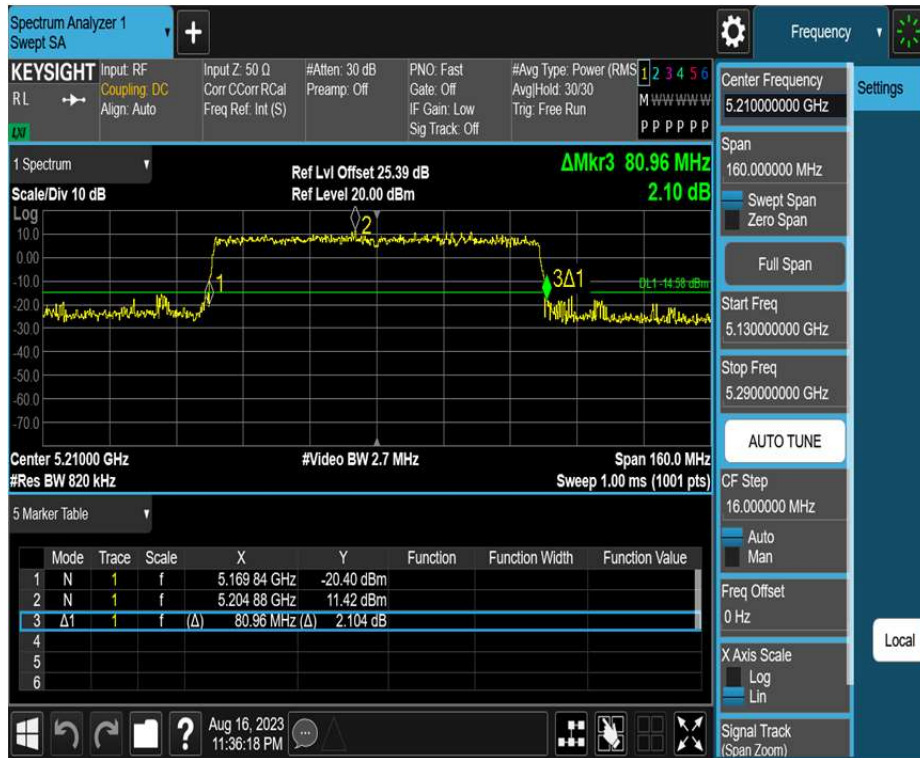 Spectrum Analyzer 1
Swept SA
+
Frequency
KEYSIGHT
RL
LXI
Input: RF
Coupling: DC
Align: Auto
Input Z: 50 Ω
Corr CCorr RCal
Freq Ref: Int (S)
#Atten: 30 dB
Preamp: Off
PNO: Fast
Gate: Off
IF Gain: Low
Sig Track: Off
#Avg Type: Power (RMS
Avg|Hold: 30/30
Trig: Free Run
1 2 3 4 5 6
M W W W W W
P P P P P P
1 Spectrum
Scale/Div 10 dB
Ref Lvl Offset 25.39 dB
Ref Level 20.00 dBm
ΔMkr3 80.96 MHz
2.10 dB
Log
10.0
0.00
-10.0
-20.0
-30.0
-40.0
-50.0
-60.0
-70.0
2
1
3Δ1
DL1 -14.58 dBm
Center 5.21000 GHz
#Video BW 2.7 MHz
Span 160.0 MHz
#Res BW 820 kHz
Sweep 1.00 ms (1001 pts)
5 Marker Table
Mode Trace Scale X Y Function Function Width Function Value
1 N 1 f 5.169 84 GHz -20.40 dBm
2 N 1 f 5.204 88 GHz 11.42 dBm
3 Δ1 1 f (Δ) 80.96 MHz (Δ) 2.104 dB
4
5
6
?
Aug 16, 2023
11:36:18 PM
Center Frequency
5.210000000 GHz
Span
160.000000 MHz
Swept Span
Zero Span
Full Span
Start Freq
5.130000000 GHz
Stop Freq
5.290000000 GHz
AUTO TUNE
CF Step
16.000000 MHz
Auto
Man
Freq Offset
0 Hz
X Axis Scale
Log
Lin
Signal Track
(Span Zoom)
Settings
Local